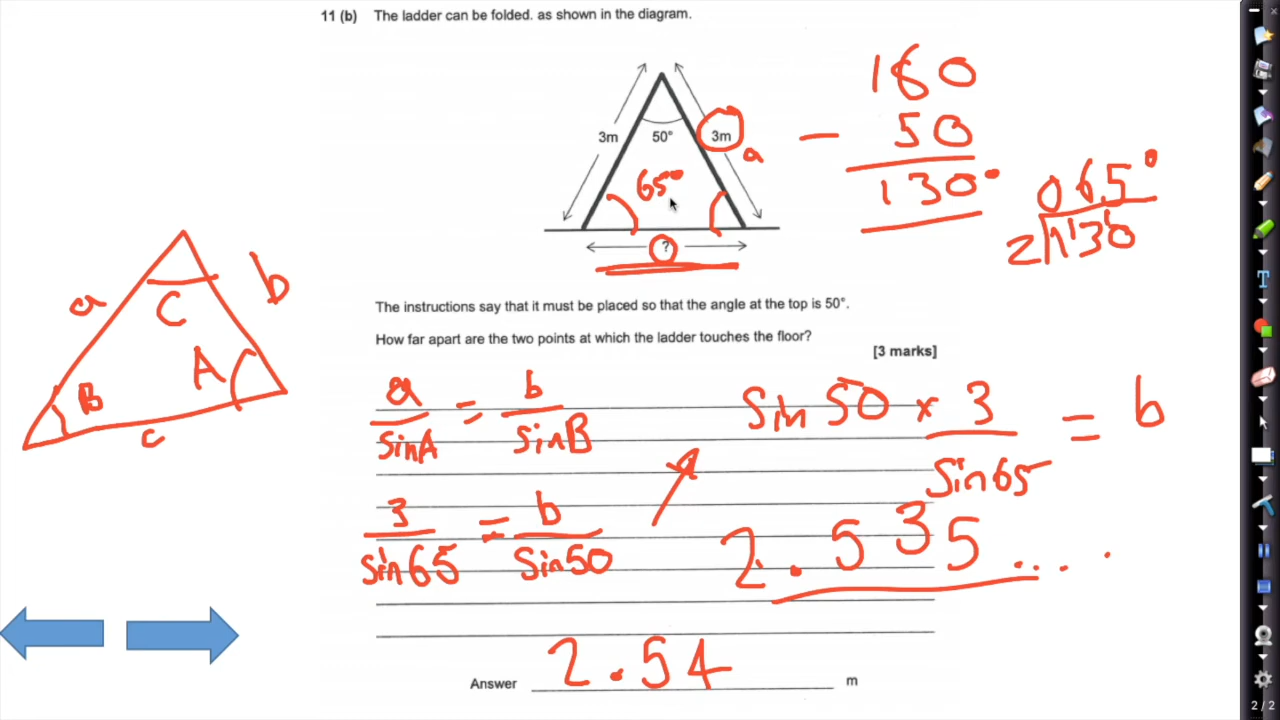 11 (b) The ladder can be folded. as shown in the diagram.
180
- 50
130°
065°
2 130
3m 50° 3m
a
65°
?
a b
C
B A
c
The instructions say that it must be placed so that the angle at the top is 50°.
How far apart are the two points at which the ladder touches the floor?
[3 marks]
a/sinA = b/sinB
sin 50 × 3/sin65 = b
3/sin65 = b/sin50
2.535...
Answer 2.54 m
T
2 / 2